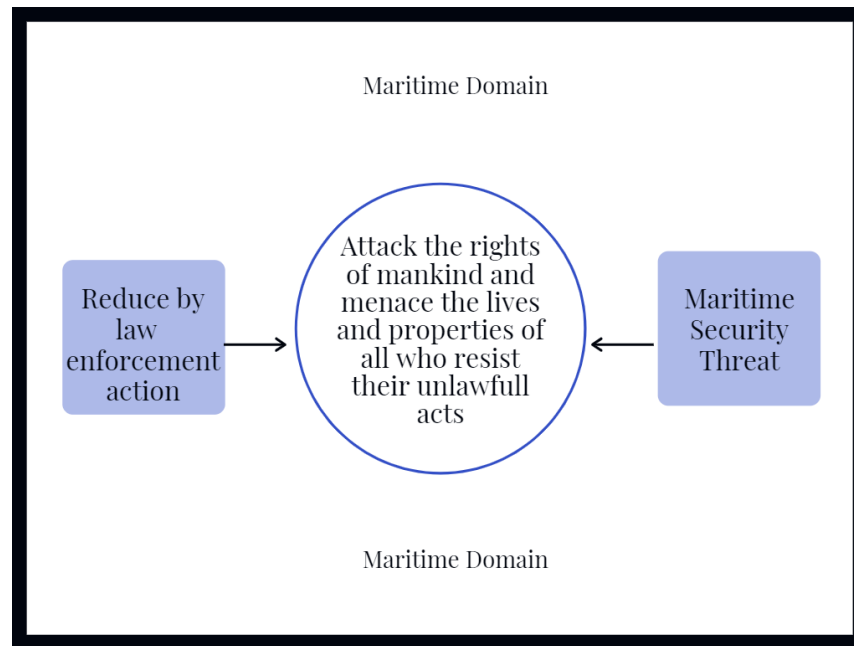 Maritime Domain
Attack the rights
of mankind and
menace the lives
and properties of
all who resist
their unlawfull
acts
Reduce by
law
enforcement
action
Maritime
Security
Threat
Maritime Domain